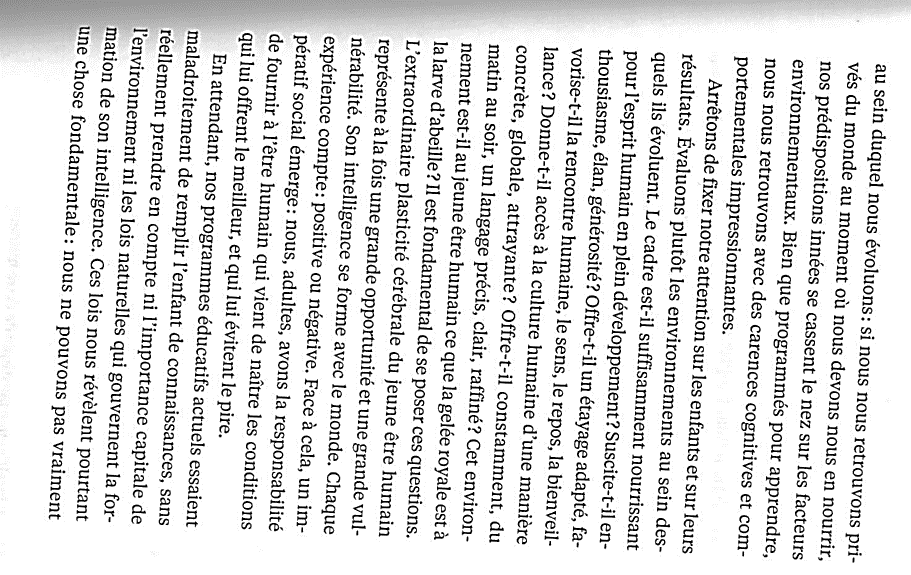 au sein duquel nous évoluons: si nous nous retrouvons pri-
vés du monde au moment où nous devons nous en nourrir,
nos prédispositions innées se cassent le nez sur les facteurs
environnementaux. Bien que programmés pour apprendre,
nous nous retrouvons avec des carences cognitives et com-
portementales impressionnantes.
Arrêtons de fixer notre attention sur les enfants et sur leurs
résultats. Évaluons plutôt les environnements au sein des-
quels ils évoluent. Le cadre est-il suffisamment nourrissant
pour l'esprit humain en plein développement? Suscite-t-il en-
thousiasme, élan, générosité? Offre-t-il un étayage adapté, fa-
vorise-t-il la rencontre humaine, le sens, le repos, la bienveil-
lance? Donne-t-il accès à la culture humaine d'une manière
concrète, globale, attrayante? Offre-t-il constamment, du
matin au soir, un langage précis, clair, raffiné? Cet environ-
nement est-il au jeune être humain ce que la gelée royale est à
la larve d'abeille? Il est fondamental de se poser ces questions.
L'extraordinaire plasticité cérébrale du jeune être humain
représente à la fois une grande opportunité et une grande vul-
nérabilité. Son intelligence se forme avec le monde. Chaque
expérience compte: positive ou négative. Face à cela, un im-
pératif social émerge: nous, adultes, avons la responsabilité
de fournir à l'être humain qui vient de naître les conditions
qui lui offrent le meilleur, et qui lui évitent le pire.
En attendant, nos programmes éducatifs actuels essaient
maladroitement de remplir l'enfant de connaissances, sans
réellement prendre en compte ni l'importance capitale de
l'environnement ni les lois naturelles qui gouvernent la for-
mation de son intelligence. Ces lois nous révèlent pourtant
une chose fondamentale: nous ne pouvons pas vraiment